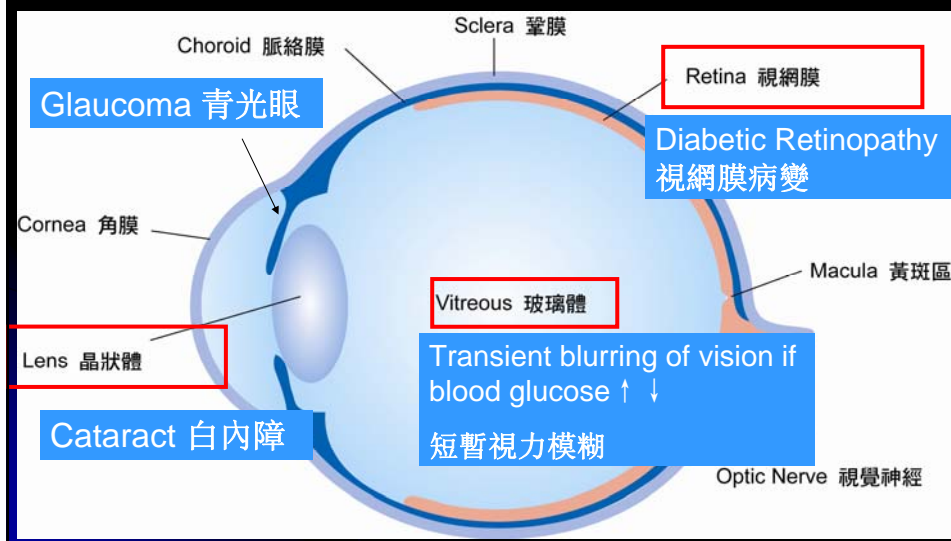 Sclera 鞏膜
Choroid 脈絡膜
Retina 視網膜
Glaucoma 青光眼
Diabetic Retinopathy
視網膜病變
Cornea 角膜
Macula 黃斑區
Vitreous 玻璃體
Lens 晶狀體
Transient blurring of vision if
blood glucose ↑ ↓
短暫視力模糊
Cataract 白內障
Optic Nerve 視覺神經